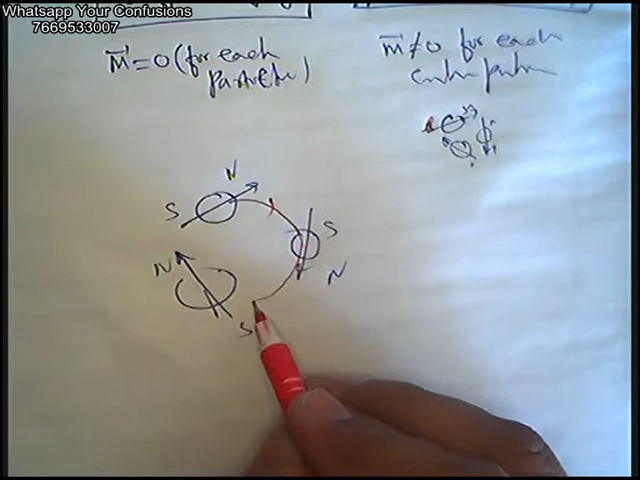 Whatsapp Your Confusions
7669533007
M⃗ = 0 (for each
particle)
m⃗ ≠ 0 for each
N
S
S
N
N
S